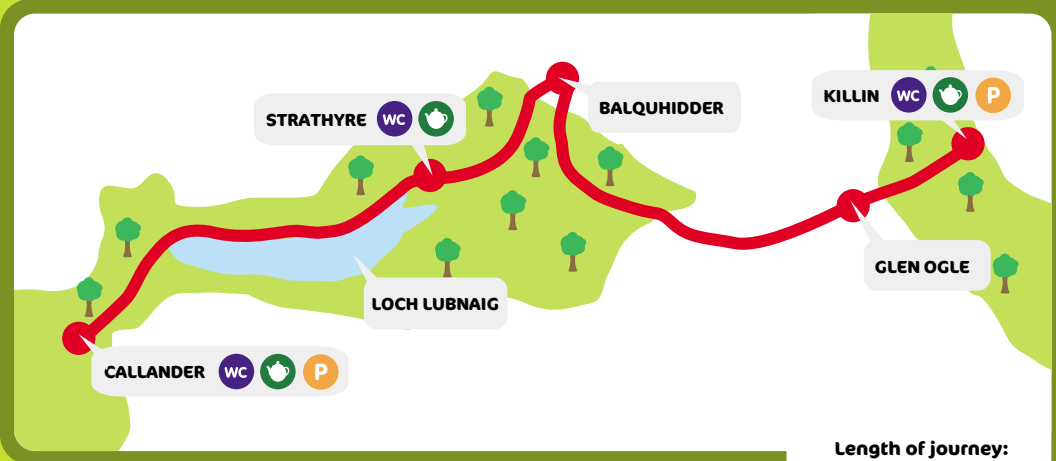 KILLIN WC P
BALQUHIDDER
STRATHYRE WC
GLEN OGLE
LOCH LUBNAIG
CALLANDER WC P
Length of journey: